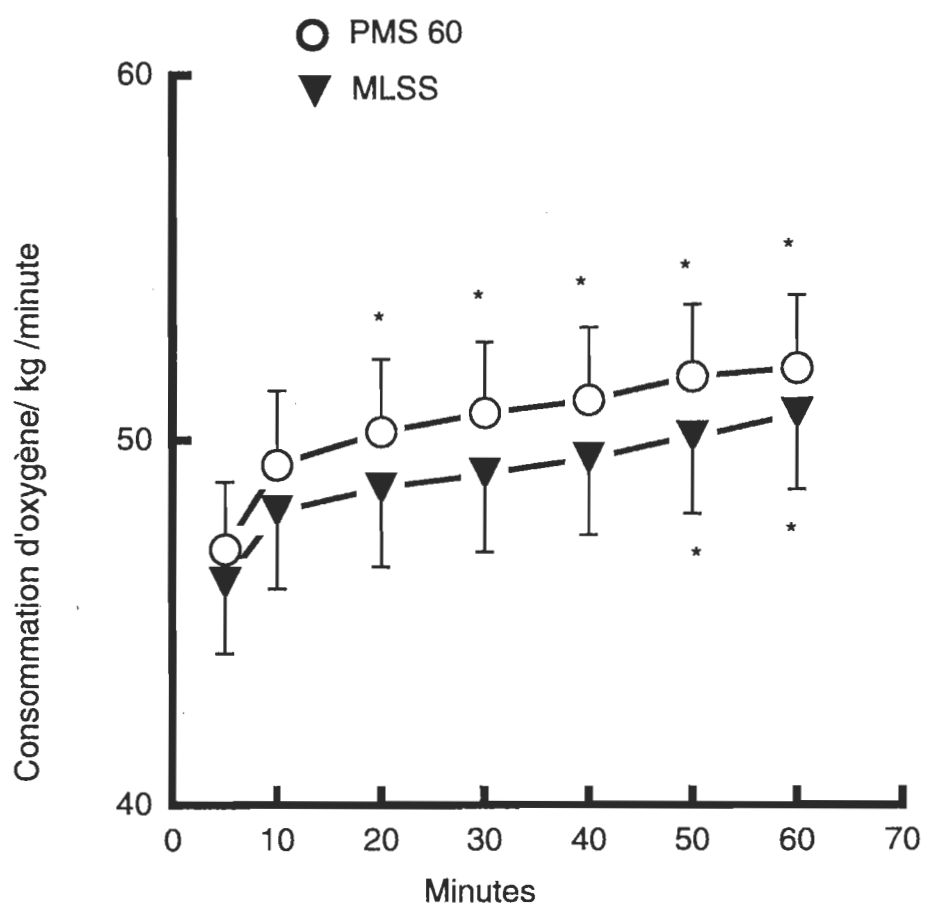 PMS 60
MLSS
60
50
40
Consommation d'oxygène/ kg /minute
* * * * *
* *
0 10 20 30 40 50 60 70
Minutes